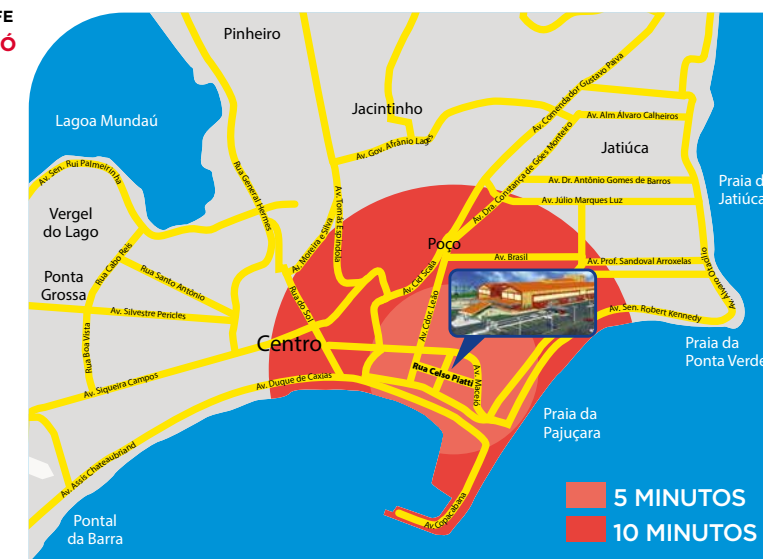 FE
Ó
Pinheiro
Lagoa Mundaú
Jacintinho
Av. Comendador Gustavo Paiva
Av. Alm Álvaro Calheiros
Av. Gov. Afrânio Lages
Av. Dra. Constança de Góes Monteiro
Jatiúca
Av. Sen. Rui Palmeirinha
Rua General Hermes
Av. Dr. Antônio Gomes de Barros
Praia d
Jatiúca
Av. Júlio Marques Luz
Av. Tomás Espíndola
Vergel
do Lago
Av. Moreira e Silva
Poço
Av. Brasil
Av. Prof. Sandoval Arroxelas
Rua Cabo Reis
Rua Santo Antônio
Av. Cid Scala
Av. Álvaro Otacílio
Ponta
Grossa
Rua do Sol
Av. Cdor. Leão
Av. Silvestre Pericles
Av. Sen. Robert Kennedy
Rua Boa Vista
Centro
Praia da
Ponta Verde
Rua Celso Piatti
Av. Maceió
Av. Siqueira Campos
Av. Duque de Caxias
Praia da
Pajuçara
Av. Assis Chateaubriand
5 MINUTOS
Pontal
da Barra
Av Copacabana
10 MINUTOS